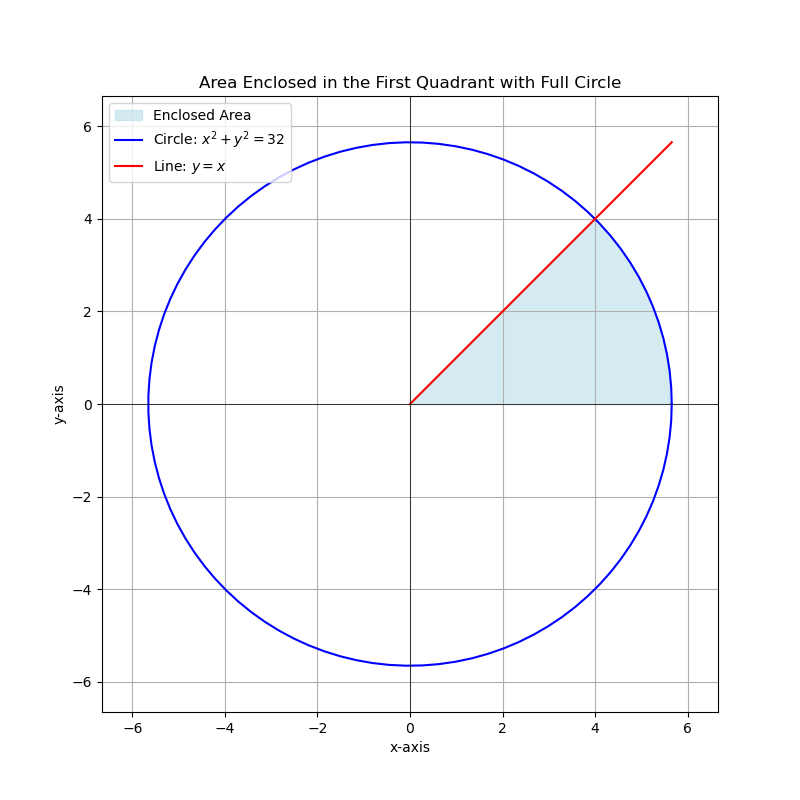 Area Enclosed in the First Quadrant with Full Circle
Enclosed Area
Circle: $x^2 + y^2 = 32$
Line: $y = x$
6
4
2
0
−2
−4
−6
y-axis
−6 −4 −2 0 2 4 6
x-axis